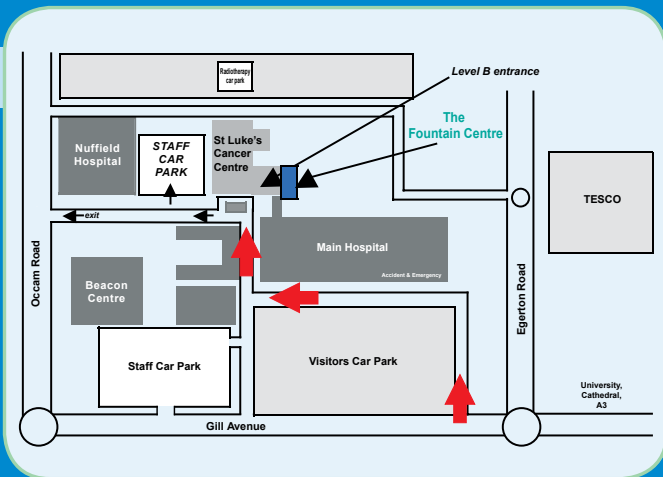 Radiotherapy
car park
Level B entrance
The
Fountain Centre
Nuffield
Hospital
STAFF
CAR
PARK
St Luke's
Cancer
Centre
TESCO
exit
Main Hospital
Accident & Emergency
Occam Road
Beacon
Centre
Egerton Road
Staff Car Park
Visitors Car Park
University,
Cathedral,
A3
Gill Avenue